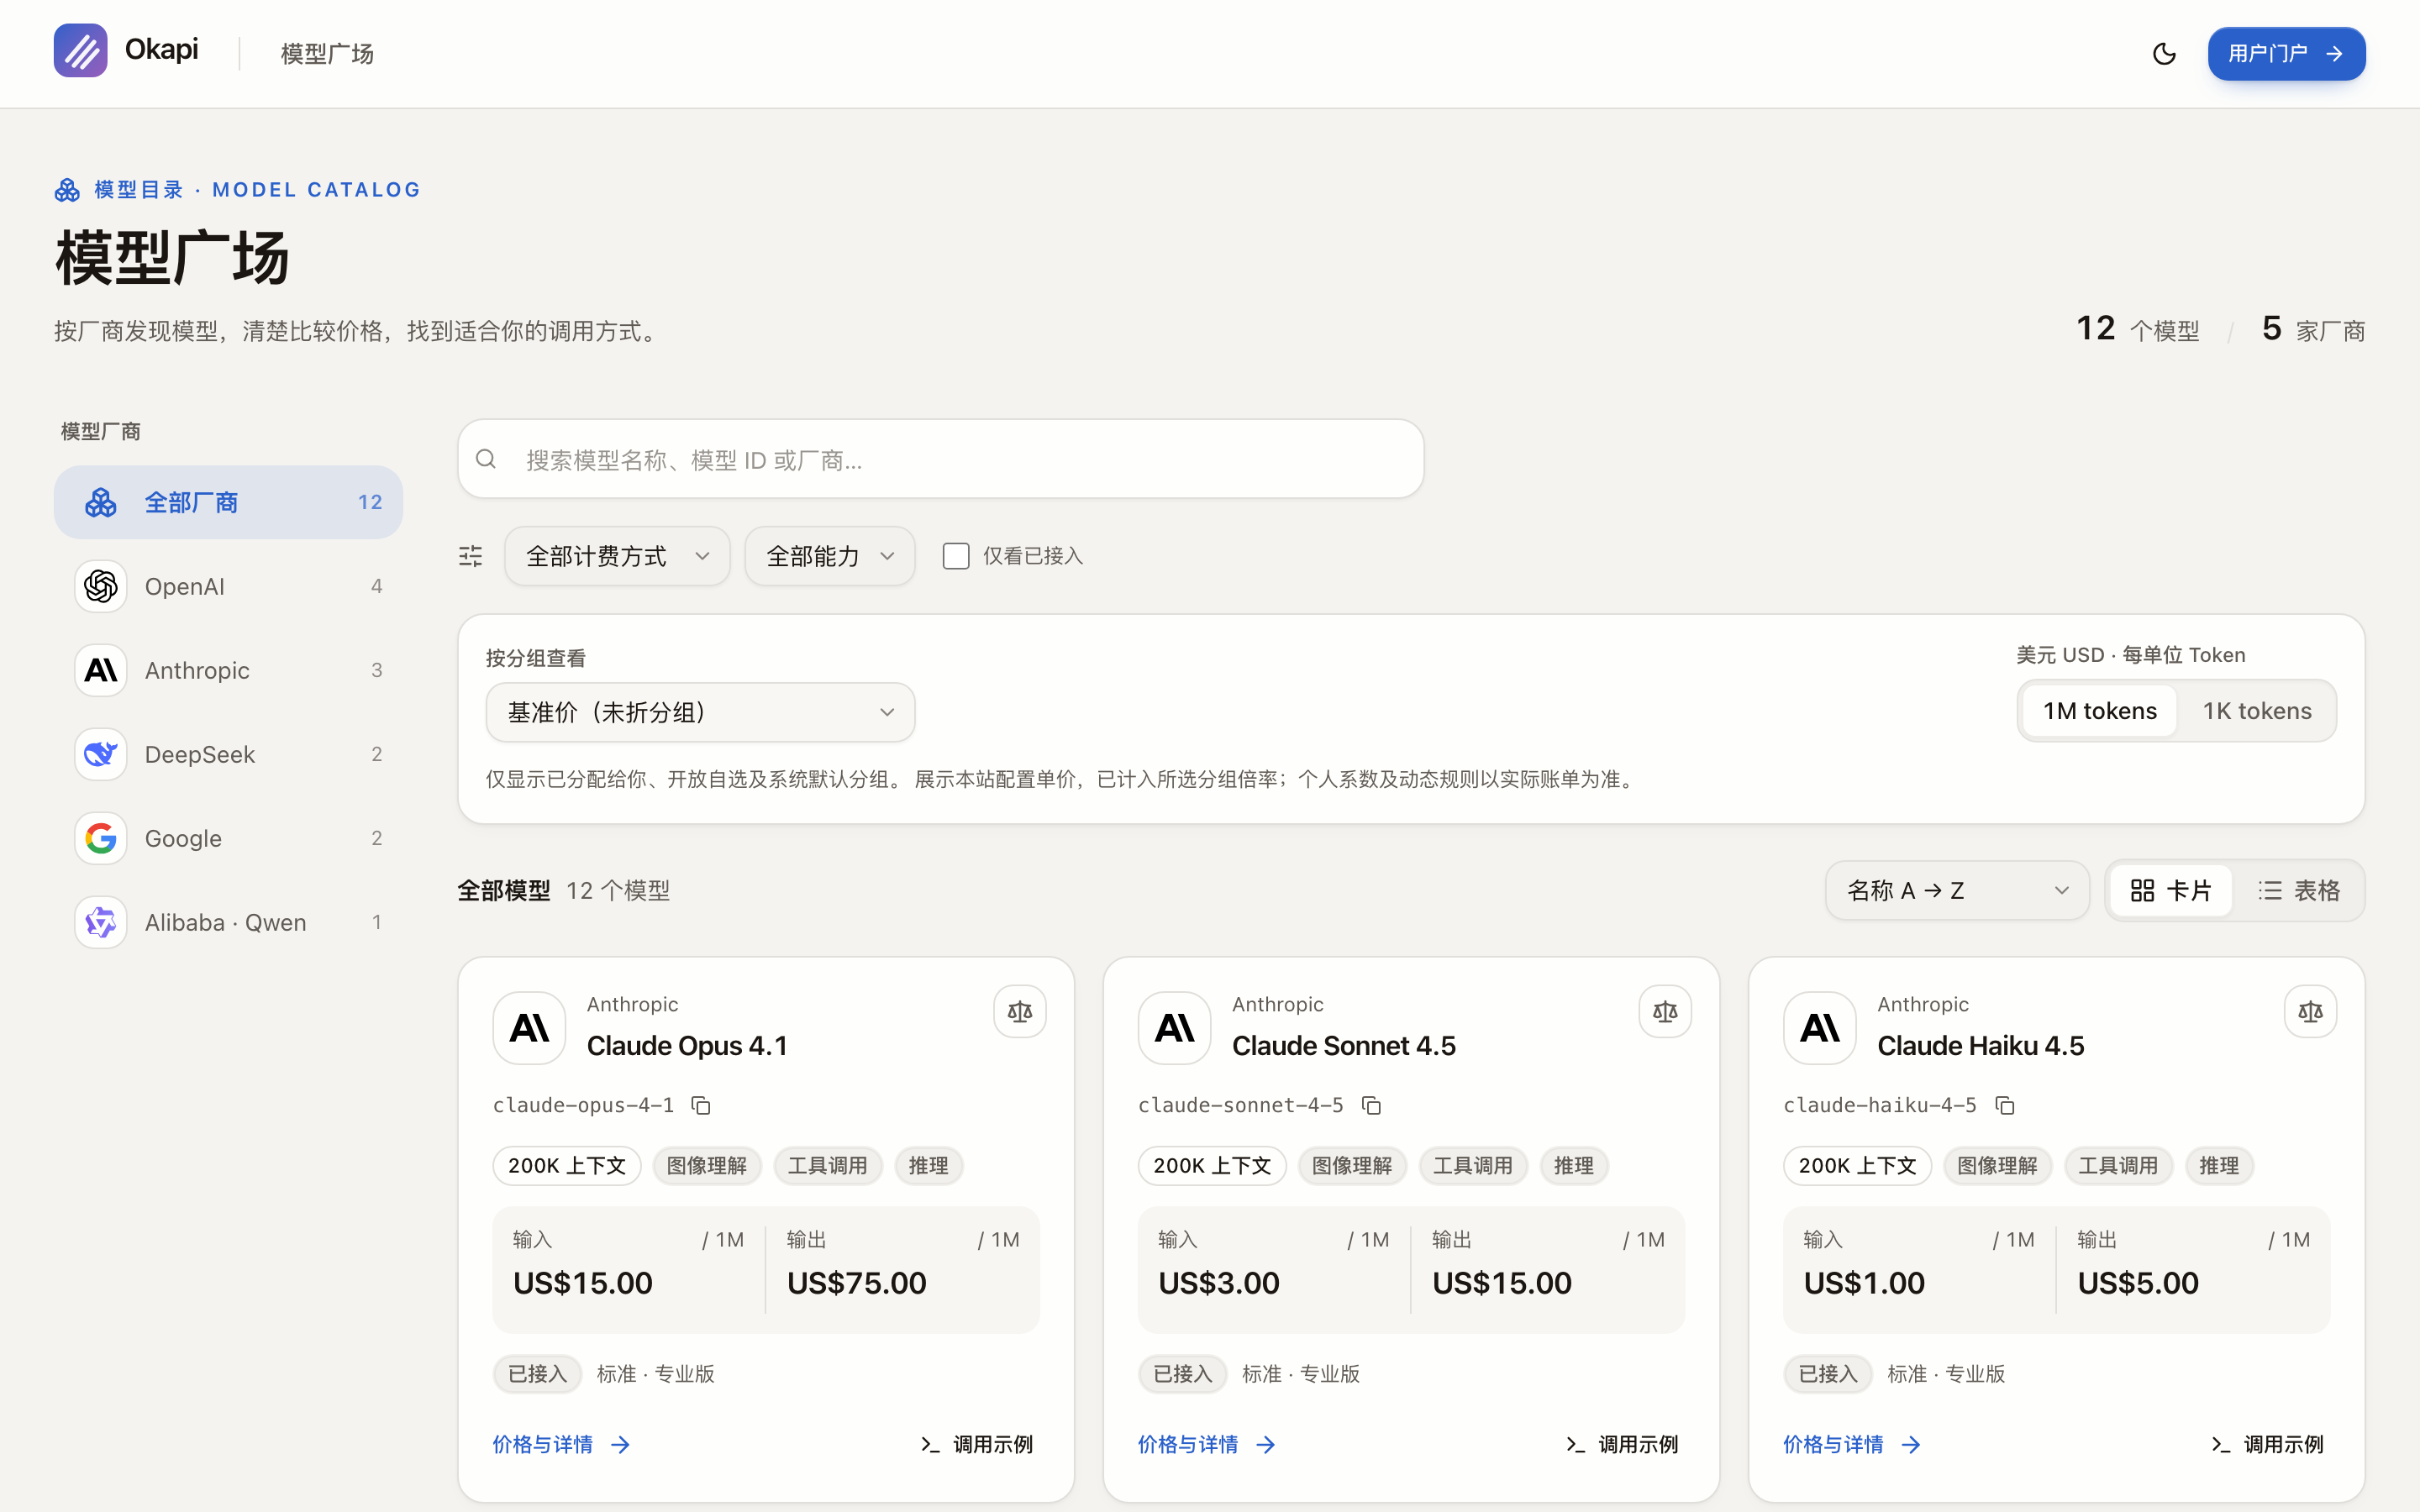 Okapi
模型广场
用户门户
模型目录 · MODEL CATALOG
模型广场
按厂商发现模型，清楚比较价格，找到适合你的调用方式。
12 个模型 / 5 家厂商
模型厂商
全部厂商 12
OpenAI 4
Anthropic 3
DeepSeek 2
Google 2
Alibaba · Qwen 1
搜索模型名称、模型 ID 或厂商...
全部计费方式
全部能力
仅看已接入
按分组查看
基准价（未折分组）
美元 USD · 每单位 Token
1M tokens
1K tokens
仅显示已分配给你、开放自选及系统默认分组。 展示本站配置单价，已计入所选分组倍率；个人系数及动态规则以实际账单为准。
全部模型 12 个模型
名称 A → Z
卡片
表格
Anthropic
Claude Opus 4.1
claude-opus-4-1
200K 上下文 图像理解 工具调用 推理
输入 / 1M 输出 / 1M
US$15.00 US$75.00
已接入 标准 · 专业版
价格与详情 → >_ 调用示例
Anthropic
Claude Sonnet 4.5
claude-sonnet-4-5
200K 上下文 图像理解 工具调用 推理
输入 / 1M 输出 / 1M
US$3.00 US$15.00
已接入 标准 · 专业版
价格与详情 → >_ 调用示例
Anthropic
Claude Haiku 4.5
claude-haiku-4-5
200K 上下文 图像理解 工具调用 推理
输入 / 1M 输出 / 1M
US$1.00 US$5.00
已接入 标准 · 专业版
价格与详情 → >_ 调用示例